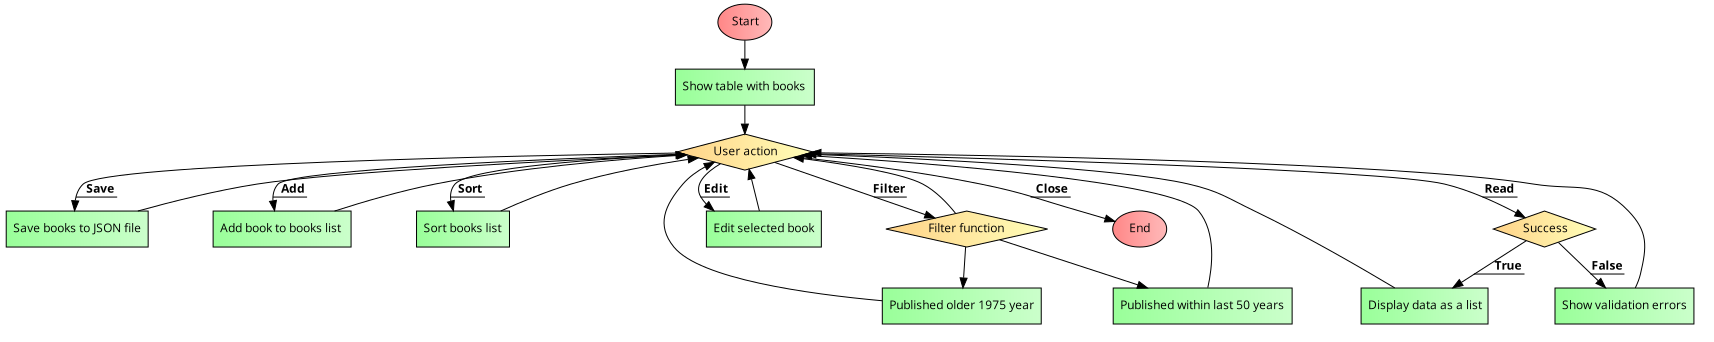 Start
Show table with books
User action
Save
Add
Sort
Edit
Filter
Close
Read
Save books to JSON file
Add book to books list
Sort books list
Edit selected book
Filter function
End
Success
True
False
Published older 1975 year
Published within last 50 years
Display data as a list
Show validation errors